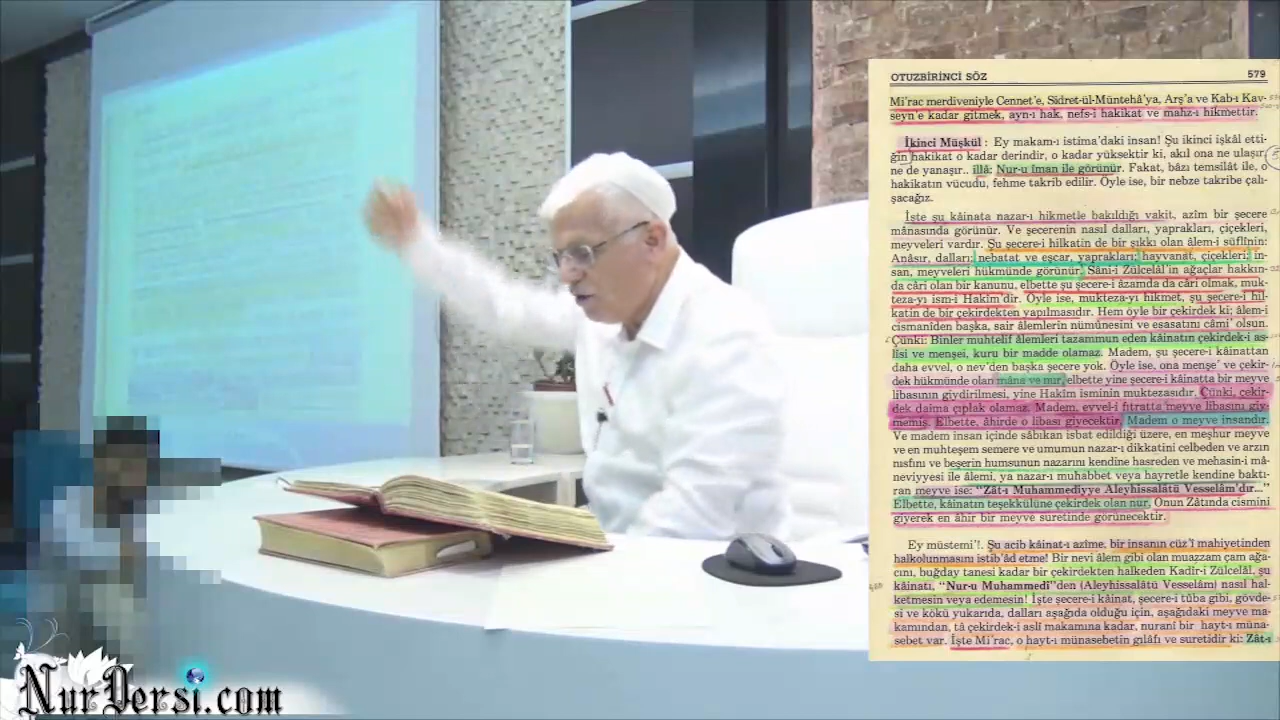 OTUZBİRİNCİ SÖZ 579
Mi'rac merdiveniyle Cennet'e, Sidret-ül-Müntehâ'ya, Arş'a ve Kab-ı Kav-
seyn'e kadar gitmek, ayn-ı hak, nefs-i hakikat ve mahz-ı hikmettir.
İkinci Müşkül : Ey makam-ı istima'daki insan! Şu ikinci işkâl etti-
ğin hakikat o kadar derindir, o kadar yüksektir ki, akıl ona ne ulaşır,
ne de yanaşır.. illâ: Nur-u îman ile görünür. Fakat, bâzı temsilât ile, o
hakikatın vücudu, fehme takrib edilir. Öyle ise, bir nebze takribe çalı-
şacağız.
İşte şu kâinata nazar-ı hikmetle bakıldığı vakit, azîm bir şecere
mânasında görünür. Ve şecerenin nasıl dalları, yaprakları, çiçekleri,
meyveleri vardır. Şu şecere-i hilkatin de bir şıkkı olan âlem-i süflînin:
Anâsır, dalları; nebatat ve eşcar, yaprakları; hayvanat, çiçekleri; in-
san, meyveleri hükmünde görünür. Sâni-i Zülcelâl'in ağaçlar hakkın-
da câri olan bir kanunu, elbette şu şecere-i âzamda da câri olmak, muk-
teza-yı ism-i Hakîm'dir. Öyle ise, mukteza-yı hikmet, şu şecere-i hil-
katin de bir çekirdekten yapılmasıdır. Hem öyle bir çekirdek ki; âlem-i
cismanîden başka, sair âlemlerin nümûnesini ve esasatını câmi' olsun.
Çünki: Binler muhtelif âlemleri tazammun eden kâinatın çekirdek-i as-
lîsi ve menşei, kuru bir madde olamaz. Madem, şu şecere-i kâinattan
daha evvel, o nev'den başka şecere yok. Öyle ise, ona menşe' ve çekir-
dek hükmünde olan mâna ve nur, elbette yine şecere-i kâinatta bir meyve
libasının giydirilmesi, yine Hakîm isminin muktezasıdır. Çünki, çekir-
dek daima çıplak olamaz. Madem, evvel-i fıtratta meyve libasını giy-
memiş. Elbette, âhirde o libası giyecektir. Madem o meyve insandır.
Ve madem insan içinde sâbıkan isbat edildiği üzere, en meşhur meyve
ve en muhteşem semere ve umumun nazar-ı dikkatini celbeden ve arzın
nısfını ve beşerin humsunun nazarını kendine hasreden ve mehasin-i mâ-
neviyyesi ile âlemi, ya nazar-ı muhabbet veya hayretle kendine baktı-
ran meyve ise: "Zât-ı Muhammediyye Aleyhissalâtü Vesselâm'dır..."
Elbette, kâinatın teşekkülüne çekirdek olan nur, Onun Zâtında cismini
giyerek en âhir bir meyve suretinde görünecektir.
Ey müstemi'!. Şu acib kâinat-ı azîme, bir insanın cüz'î mahiyetinden
halkolunmasını istib'âd etme! Bir nevi âlem gibi olan muazzam çam ağa-
cını, buğday tanesi kadar bir çekirdekten halkeden Kadîr-i Zülcelâl, şu
kâinatı, "Nur-u Muhammedî"den (Aleyhissalâtü Vesselâm) nasıl hal-
ketmesin veya edemesin! İşte şecere-i kâinat, şecere-i tûba gibi, gövde-
si ve kökü yukarıda, dalları aşağıda olduğu için, aşağıdaki meyve ma-
kamından, tâ çekirdek-i aslî makamına kadar, nuranî bir hayt-ı müna-
sebet var. İşte Mi'rac, o hayt-ı münasebetin gılâfı ve suretidir ki: Zât-ı
NurDersi.com